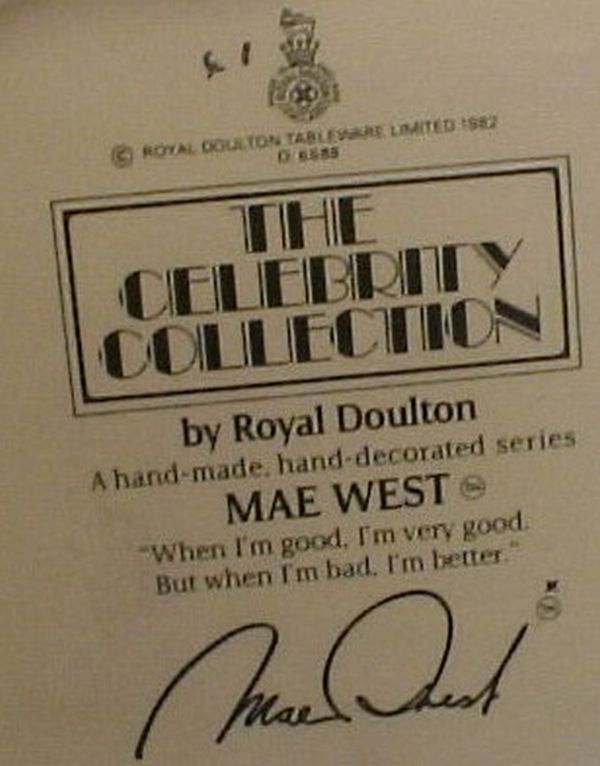 © ROYAL DOULTON TABLEWARE LIMITED 1982
D 6688
THE
CELEBRITY
COLLECTION
by Royal Doulton
A hand-made, hand-decorated series
MAE WEST
"When I'm good, I'm very good.
But when I'm bad, I'm better."
Mae West